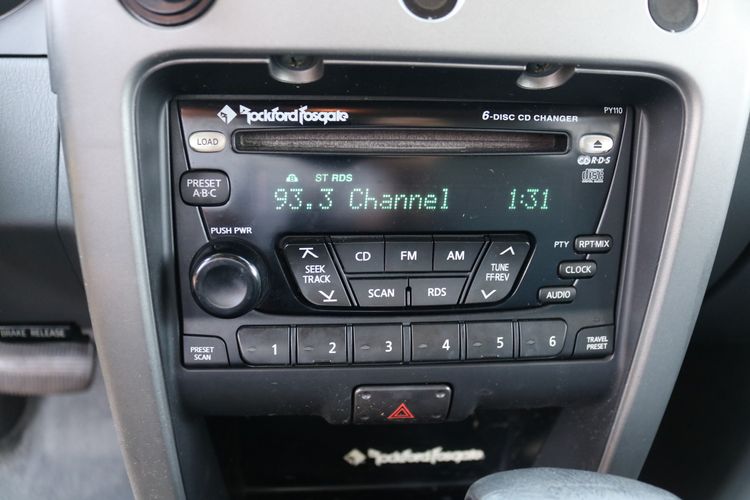 Rockford Fosgate
6-DISC CD CHANGER
PY110
LOAD
R·D·S
ST RDS
93.3 Channel 1:31
PRESET
A·B·C
PUSH PWR
SEEK
TRACK
CD
FM
AM
TUNE
FF·REV
SCAN
RDS
PTY
RPT·MIX
CLOCK
AUDIO
PRESET
SCAN
1
2
3
4
5
6
TRAVEL
PRESET
BRAKE RELEASE
Rockford Fosgate